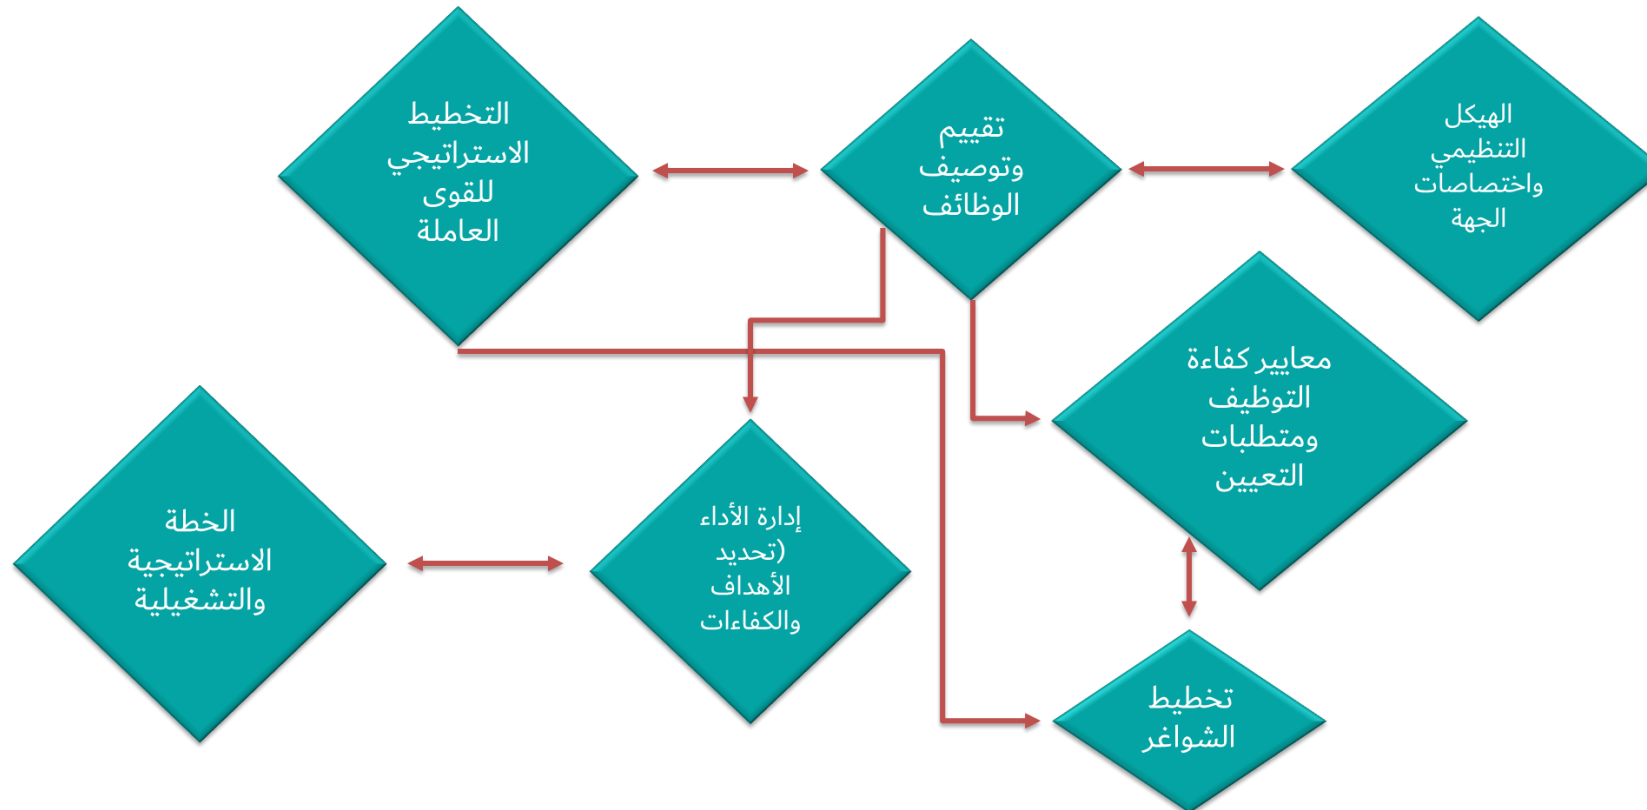 الهيكل
التنظيمي
واختصاصات
الجهة
تقييم
وتوصيف
الوظائف
التخطيط
الاستراتيجي
للقوى
العاملة
معايير كفاءة
التوظيف
ومتطلبات
التعيين
إدارة الأداء
(تحديد
الأهداف
والكفاءات
الخطة
الاستراتيجية
والتشغيلية
تخطيط
الشواغر